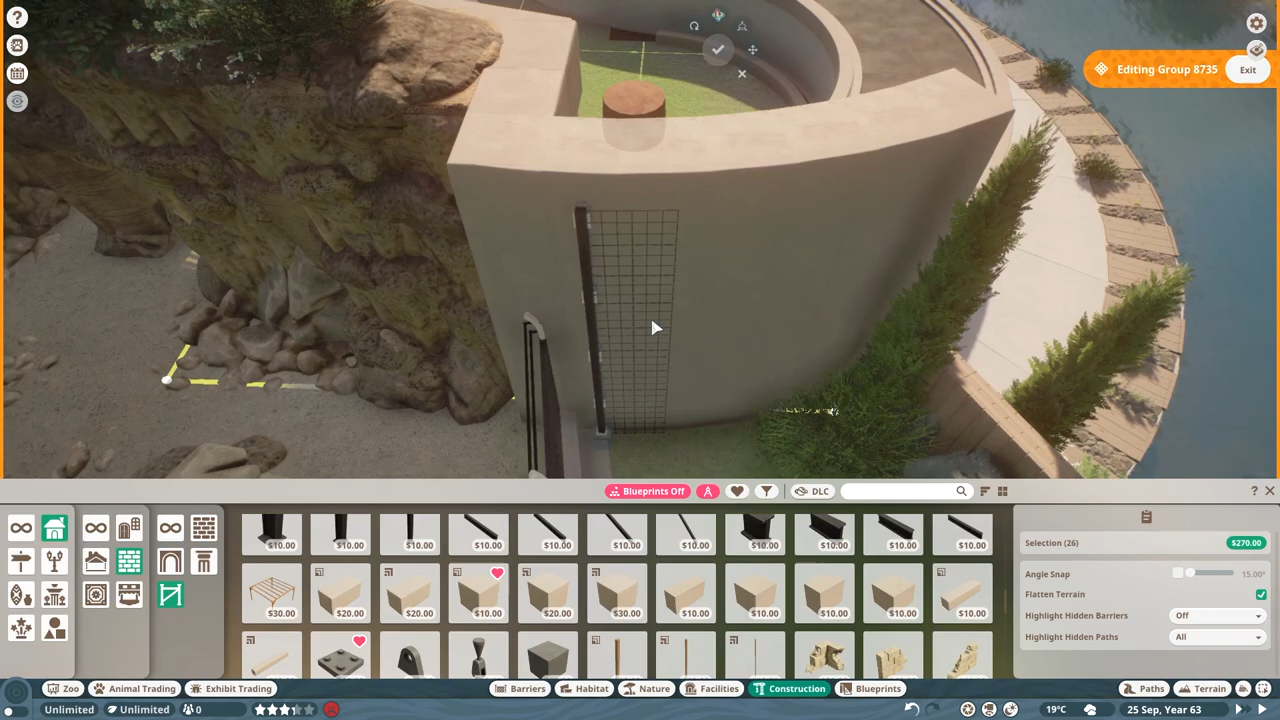 ?
Editing Group 8735
Exit
Blueprints Off
DLC
? ×
$10.00 $10.00 $10.00 $10.00 $20.00 $10.00 $10.00 $10.00 $10.00 $10.00 $10.00
$30.00 $20.00 $20.00 $10.00 $20.00 $30.00 $10.00 $10.00 $10.00 $10.00 $10.00
Selection (26) $270.00
Angle Snap 15.00°
Flatten Terrain
Highlight Hidden Barriers Off
Highlight Hidden Paths All
Zoo Animal Trading Exhibit Trading Barriers Habitat Nature Facilities Construction Blueprints Paths Terrain
Unlimited Unlimited 0 19°C 25 Sep, Year 63